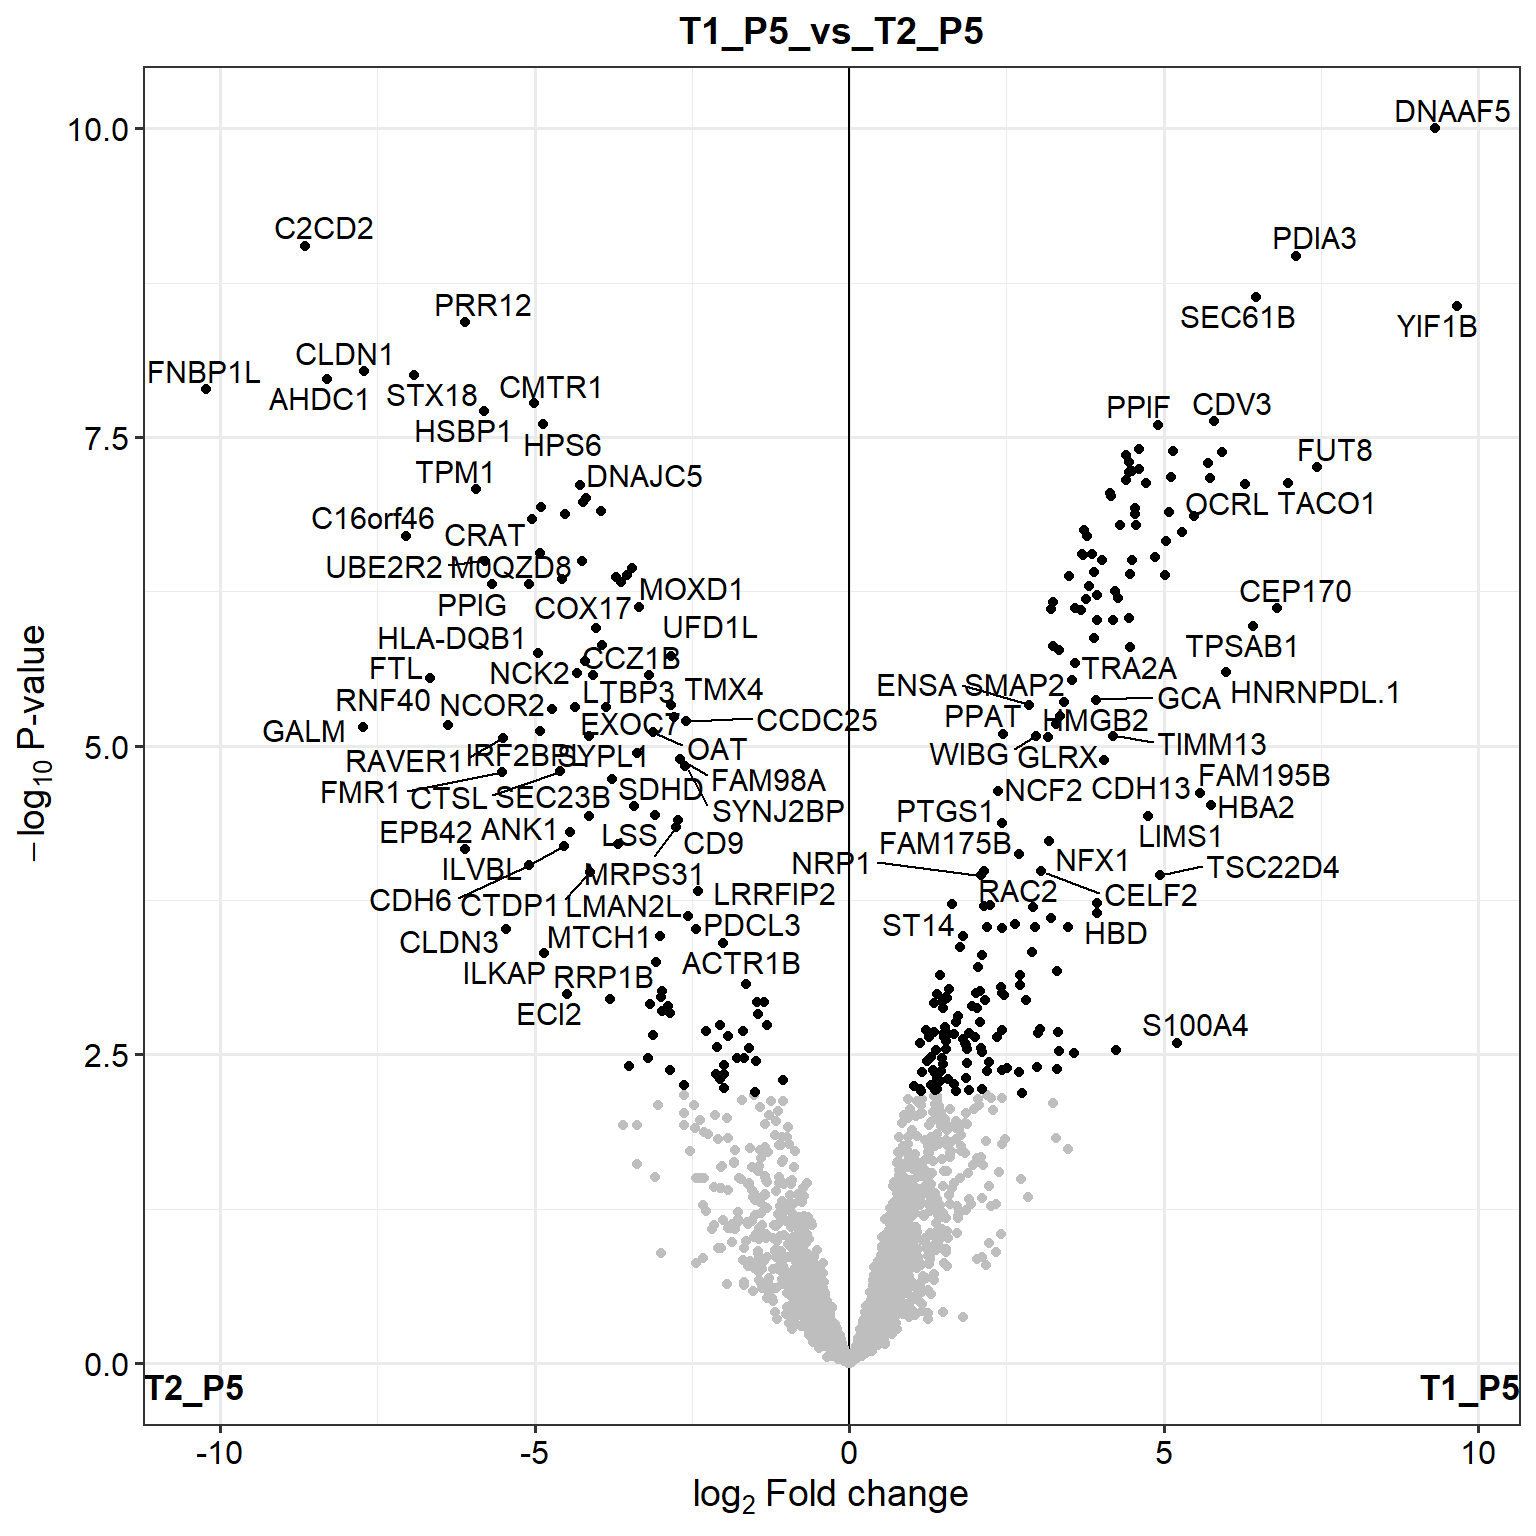 T1_P5_vs_T2_P5
DNAAF5
10.0
C2CD2
PDIA3
PRR12
SEC61B
YIF1B
CLDN1
FNBP1L
AHDC1
STX18
CMTR1
PPIF
CDV3
HSBP1
HPS6
7.5
FUT8
TPM1
DNAJC5
OCRL
TACO1
C16orf46
CRAT
UBE2R2
M0QZD8
MOXD1
CEP170
PPIG
COX17
HLA-DQB1
UFD1L
TPSAB1
FTL
NCK2
CCZ1B
TRA2A
ENSA
SMAP2
TMX4
GCA
HNRNPDL.1
RNF40
NCOR2
LTBP3
PPAT
HMGB2
GALM
EXOC7
CCDC25
5.0
WIBG
GLRX
TIMM13
RAVER1
IRF2BPL
SYPL1
OAT
FAM98A
FAM195B
FMR1
CTSL
SEC23B
SDHD
NCF2
CDH13
SYNJ2BP
PTGS1
HBA2
EPB42
ANK1
LSS
CD9
FAM175B
LIMS1
NRP1
NFX1
TSC22D4
ILVBL
MRPS31
RAC2
CELF2
CDH6
CTDP1
LMAN2L
LRRFIP2
ST14
HBD
CLDN3
MTCH1
PDCL3
ILKAP
RRP1B
ACTR1B
ECI2
S100A4
2.5
0.0
T2_P5
T1_P5
-10
-5
0
5
10
log2 Fold change
−log10 P-value